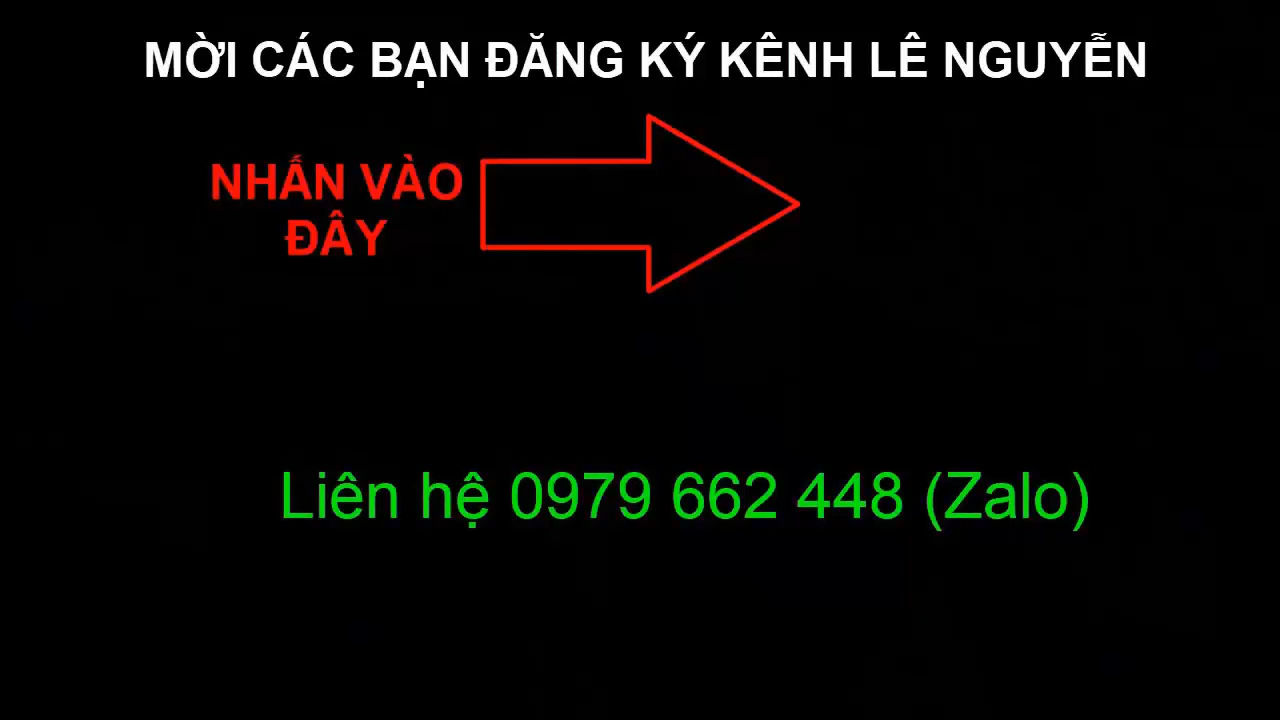 MỜI CÁC BẠN ĐĂNG KÝ KÊNH LÊ NGUYỄN
NHẤN VÀO
ĐÂY
Liên hệ 0979 662 448 (Zalo)